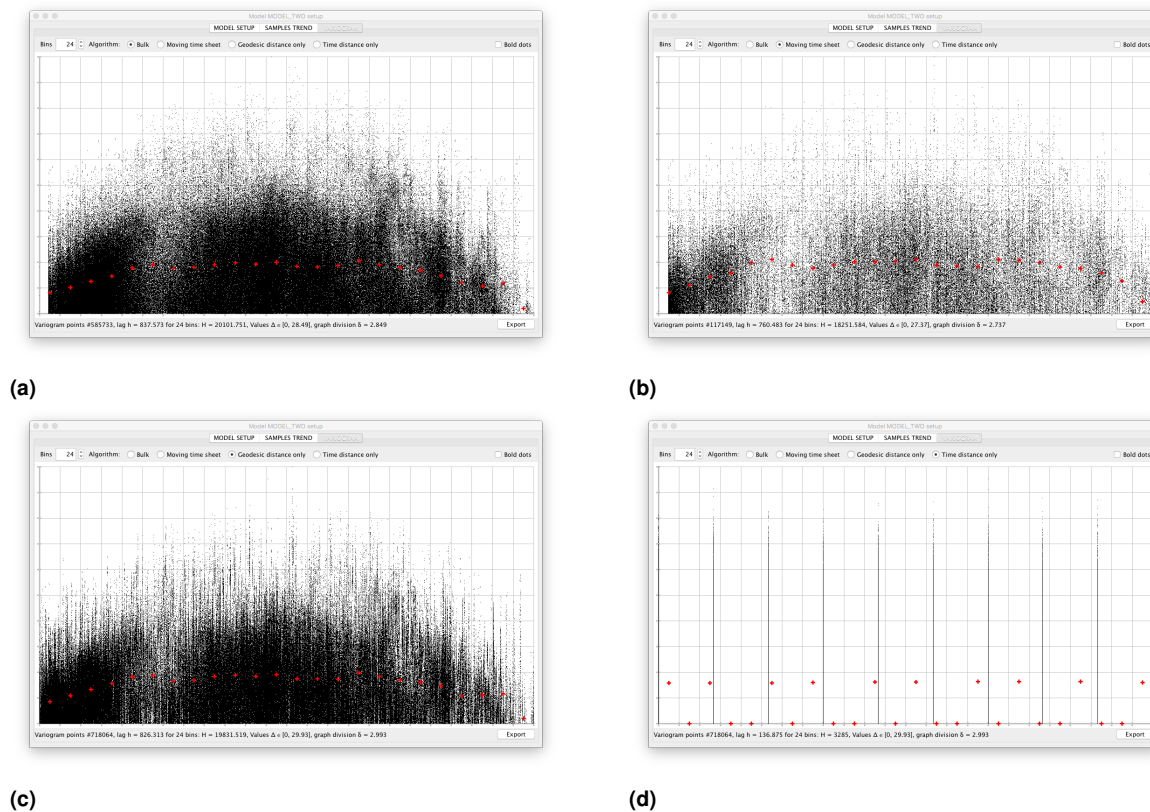 Model MODEL_TWO setup
MODEL SETUP SAMPLES TREND VARIOGRAM
Bins 24 Algorithm: Bulk Moving time sheet Geodesic distance only Time distance only Bold dots
Variogram points #585733, lag h = 837.573 for 24 bins: H = 20101.751, Values Δ ∈ [0, 28.49], graph division δ = 2.849 Export
(a)
Model MODEL_TWO setup
MODEL SETUP SAMPLES TREND VARIOGRAM
Bins 24 Algorithm: Bulk Moving time sheet Geodesic distance only Time distance only Bold dots
Variogram points #117149, lag h = 760.483 for 24 bins: H = 18251.584, Values Δ ∈ [0, 27.37], graph division δ = 2.737
(b)
Model MODEL_TWO setup
MODEL SETUP SAMPLES TREND VARIOGRAM
Bins 24 Algorithm: Bulk Moving time sheet Geodesic distance only Time distance only Bold dots
Variogram points #718064, lag h = 826.313 for 24 bins: H = 19831.519, Values Δ ∈ [0, 29.93], graph division δ = 2.993 Export
(c)
Model MODEL_TWO setup
MODEL SETUP SAMPLES TREND VARIOGRAM
Bins 24 Algorithm: Bulk Moving time sheet Geodesic distance only Time distance only Bold dots
Variogram points #718064, lag h = 136.875 for 24 bins: H = 3285, Values Δ ∈ [0, 29.93], graph division δ = 2.993 Export
(d)